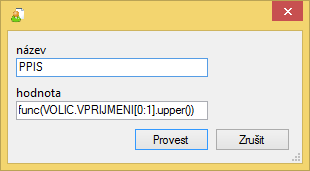 název
PPIS
hodnota
func(VOLIC.VPRIJMENI[0:1].upper())
Provest
Zrušit